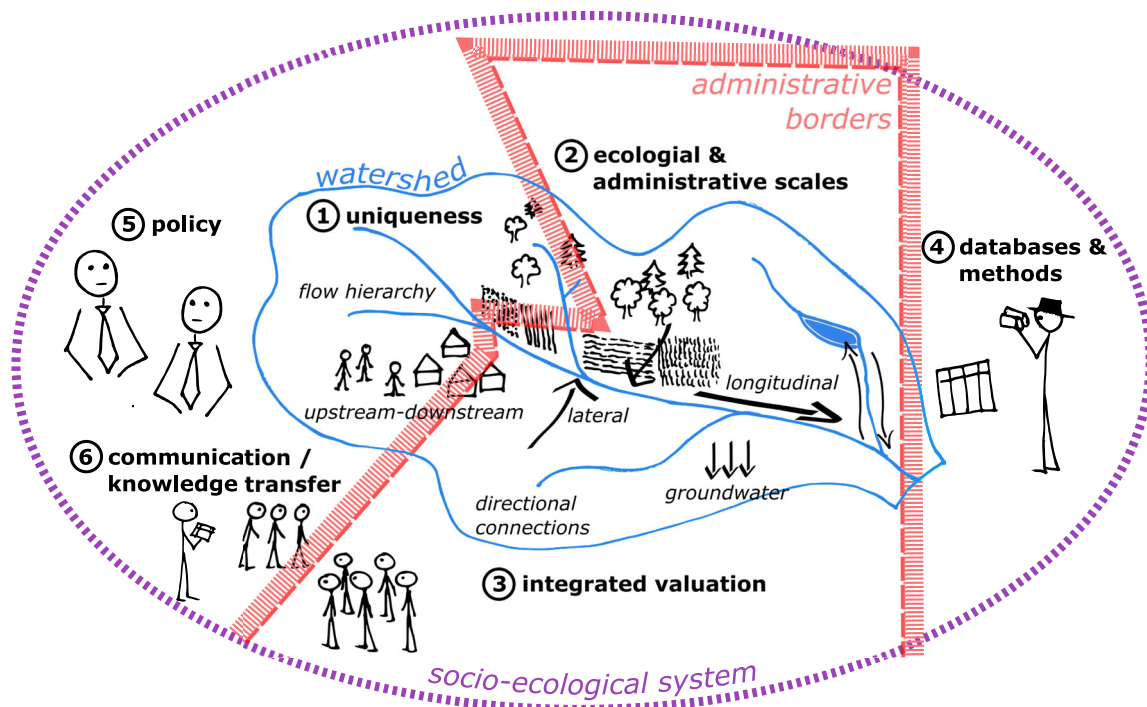 administrative
borders
2 ecologial &
administrative scales
watershed
1 uniqueness
5 policy
4 databases &
methods
flow hierarchy
longitudinal
upstream-downstream
lateral
6 communication /
knowledge transfer
groundwater
directional
connections
3 integrated valuation
socio-ecological system